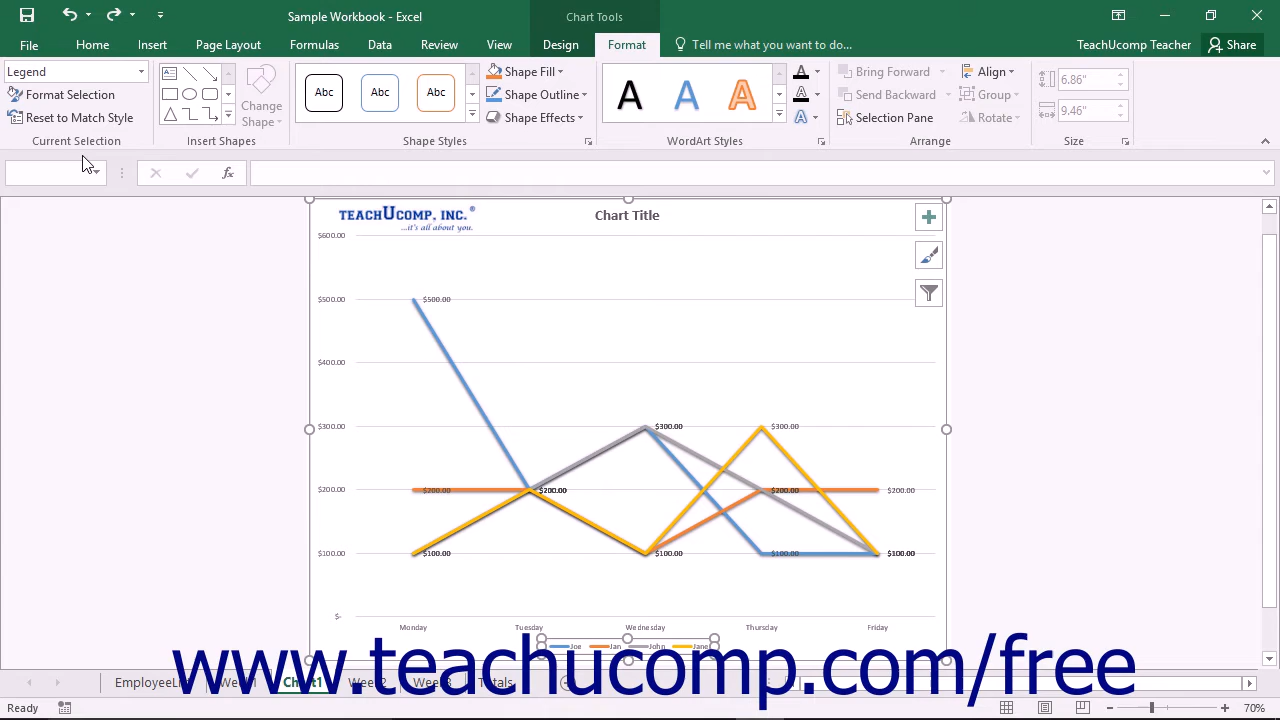 Sample Workbook - Excel
Chart Tools
File
Home
Insert
Page Layout
Formulas
Data
Review
View
Design
Format
Tell me what you want to do...
TeachUcomp Teacher
Share
Legend
Format Selection
Reset to Match Style
Current Selection
Change
Shape
Insert Shapes
Abc
Abc
Abc
Shape Fill
Shape Outline
Shape Effects
Shape Styles
A
A
A
A
A
A
WordArt Styles
Bring Forward
Send Backward
Selection Pane
Align
Group
Rotate
Arrange
6.86"
9.46"
Size
fx
TEACHUCOMP, INC.®
...it's all about you.
Chart Title
$600.00
$500.00
$500.00
$400.00
$300.00
$300.00
$300.00
$200.00
$200.00
$200.00
$200.00
$200.00
$100.00
$100.00
$100.00
$100.00
$100.00
$-
Monday
Tuesday
Wednesday
Thursday
Friday
Joe
Jan
John
Jane
www.teachucomp.com/free
Chart1
Totals
Ready
70%